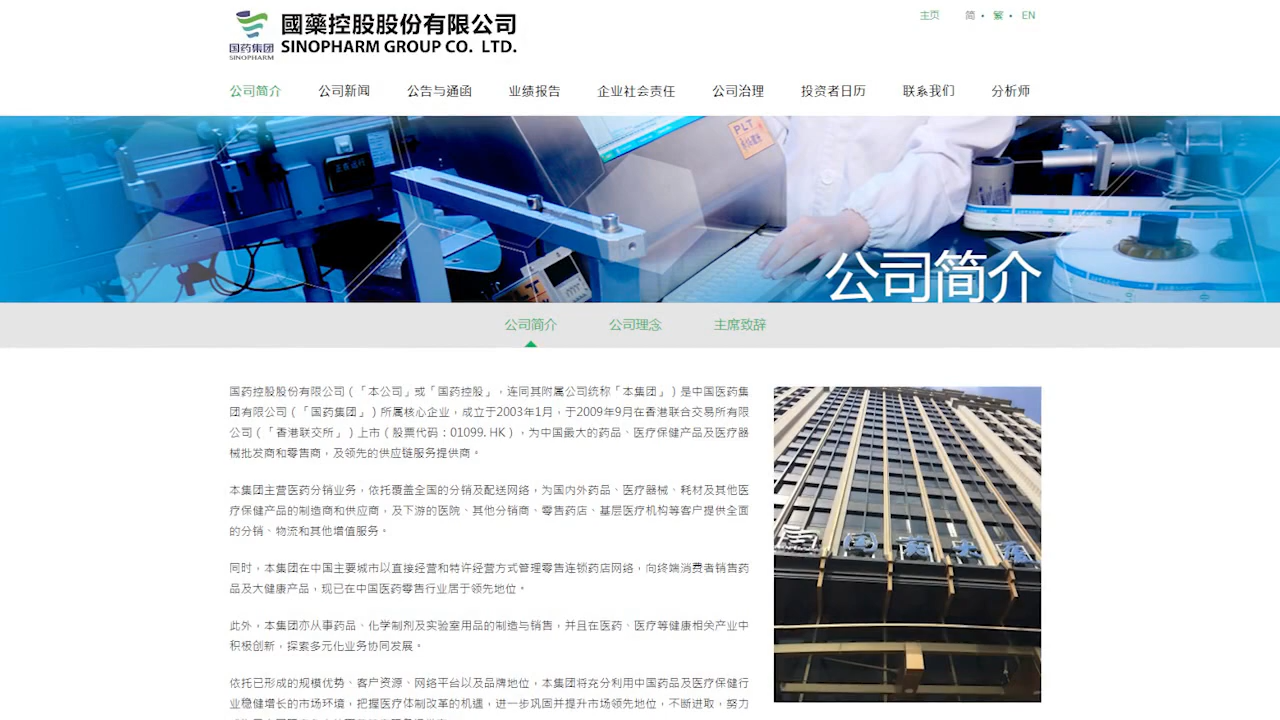 國藥控股股份有限公司
SINOPHARM GROUP CO. LTD.
国药集团
SINOPHARM
主页 简 • 繁 • EN
公司简介 公司新闻 公告与通函 业绩报告 企业社会责任 公司治理 投资者日历 联系我们 分析师
PLT
公司简介
公司简介 公司理念 主席致辞
国药控股股份有限公司（「本公司」或「国药控股」，连同其附属公司统称「本集团」）是中国医药集
团有限公司（「国药集团」）所属核心企业，成立于2003年1月，于2009年9月在香港联合交易所有限
公司（「香港联交所」）上市（股票代码：01099. HK），为中国最大的药品、医疗保健产品及医疗器
械批发商和零售商，及领先的供应链服务提供商。
本集团主营医药分销业务，依托覆盖全国的分销及配送网络，为国内外药品、医疗器械、耗材及其他医
疗保健产品的制造商和供应商，及下游的医院、其他分销商、零售药店、基层医疗机构等客户提供全面
的分销、物流和其他增值服务。
同时，本集团在中国主要城市以直接经营和特许经营方式管理零售连锁药店网络，向终端消费者销售药
品及大健康产品，现已在中国医药零售行业居于领先地位。
此外，本集团亦从事药品、化学制剂及实验室用品的制造与销售，并且在医药、医疗等健康相关产业中
积极创新，探索多元化业务协同发展。
依托已形成的规模优势、客户资源、网络平台以及品牌地位，本集团将充分利用中国药品及医疗保健行
业稳健增长的市场环境，把握医疗体制改革的机遇，进一步巩固并提升市场领先地位，不断进取，努力
国药大厦